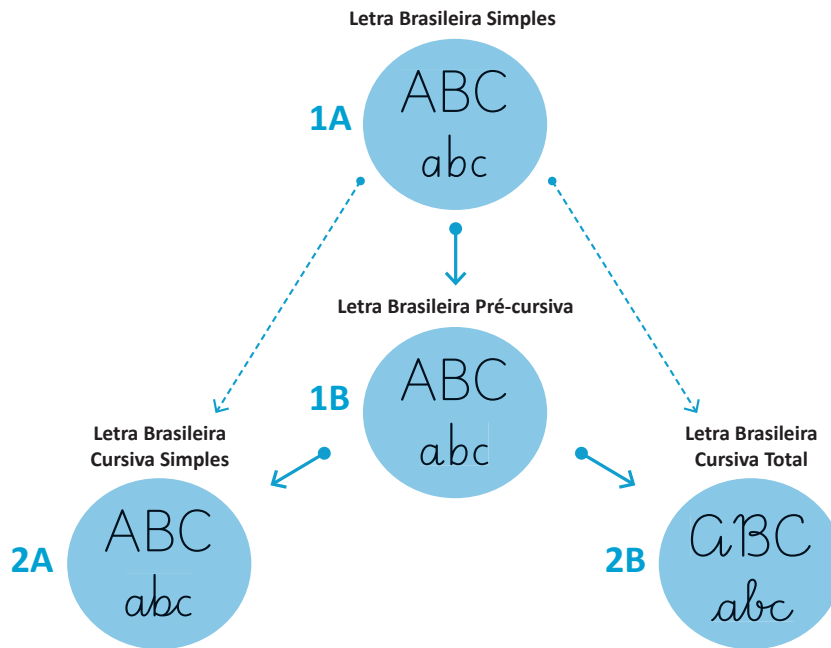 Letra Brasileira Simples
1A
ABC
abc
Letra Brasileira Pré-cursiva
1B
ABC
abc
Letra Brasileira
Cursiva Simples
2A
ABC
abc
Letra Brasileira
Cursiva Total
2B
ABC
abc